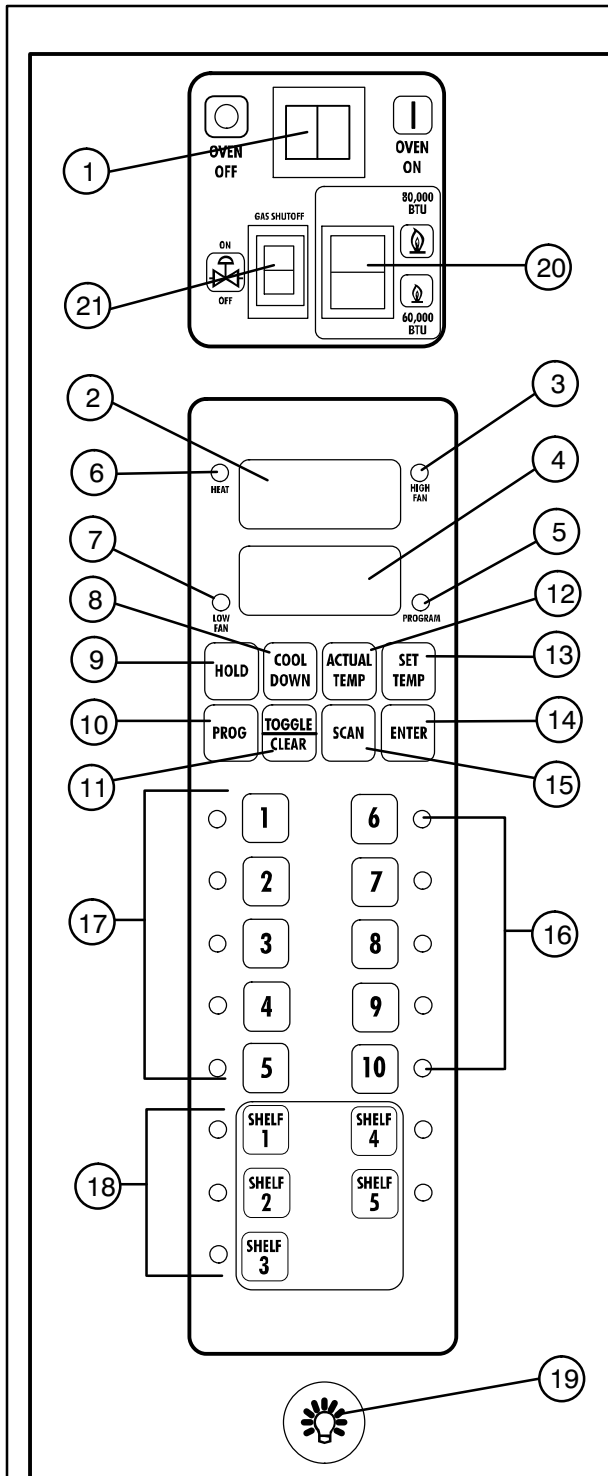 OVEN
OFF
OVEN
ON
1
80,000
BTU
GAS SHUTOFF
ON
OFF
20
21
60,000
BTU
2
3
6
HEAT
HIGH
FAN
4
7
LOW
FAN
5
PROGRAM
8
12
9
HOLD
COOL
DOWN
ACTUAL
TEMP
SET
TEMP
13
10
PROG
TOGGLE
CLEAR
SCAN
ENTER
14
11
15
1
6
2
7
17
3
8
16
4
9
5
10
SHELF
1
SHELF
4
18
SHELF
2
SHELF
5
SHELF
3
19